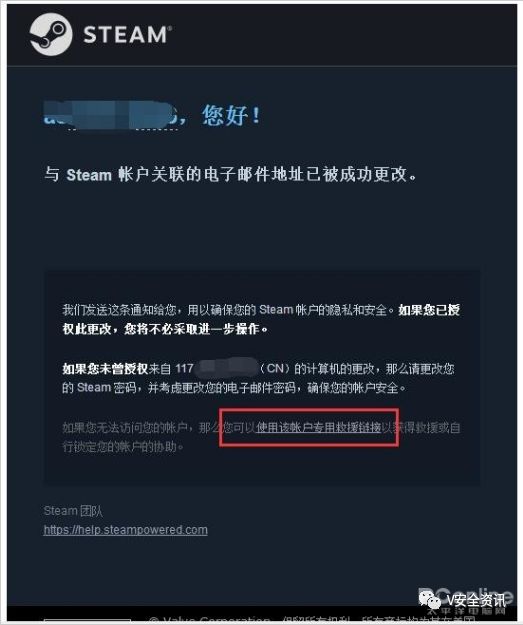 STEAM®
，您好！
与 Steam 帐户关联的电子邮件地址已被成功更改。
我们发送这条通知给您，用以确保您的 Steam 帐户的隐私和安全。如果您已授
权此更改，您将不必采取进一步操作。
如果您未曾授权来自 117（CN）的计算机的更改，那么请更改您
的 Steam 密码，并考虑更改您的电子邮件密码，确保您的帐户安全。
如果您无法访问您的帐户，那么您可以使用该帐户专用救援链接以获得救援或自
行锁定您的帐户的协助。
Steam 团队
https://help.steampowered.com
PConline
V安全资讯
太平洋电脑网
© Valve Corporation. 保留所有权利。所有商标均为其在美国